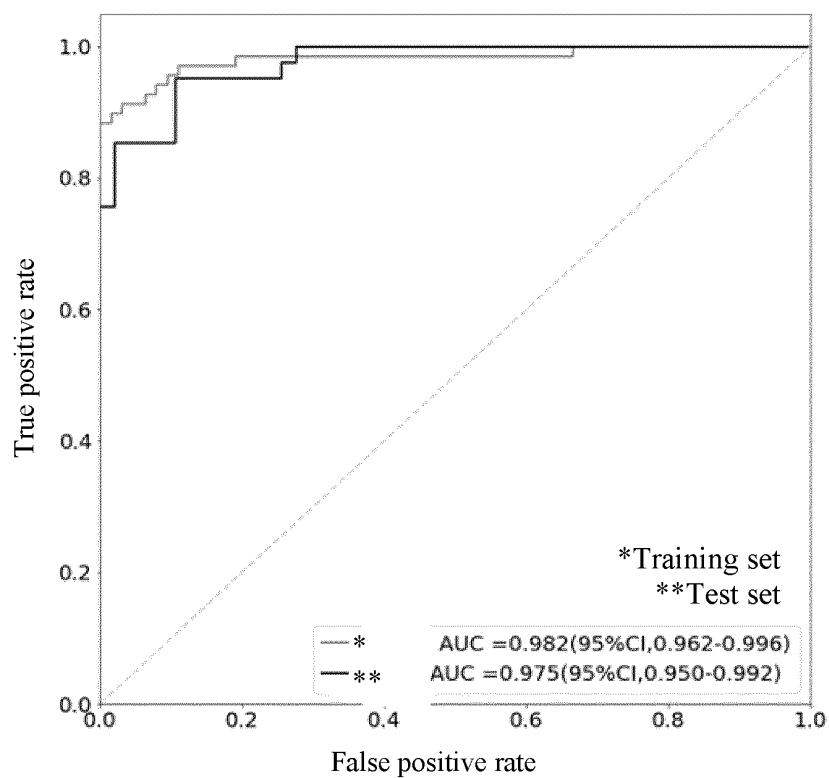 1.0
0.8
0.6
0.4
0.2
0.0
True positive rate
*Training set
**Test set
* AUC =0.982(95%CI,0.962-0.996)
** AUC =0.975(95%CI,0.950-0.992)
0.0 0.2 0.4 0.6 0.8 1.0
False positive rate